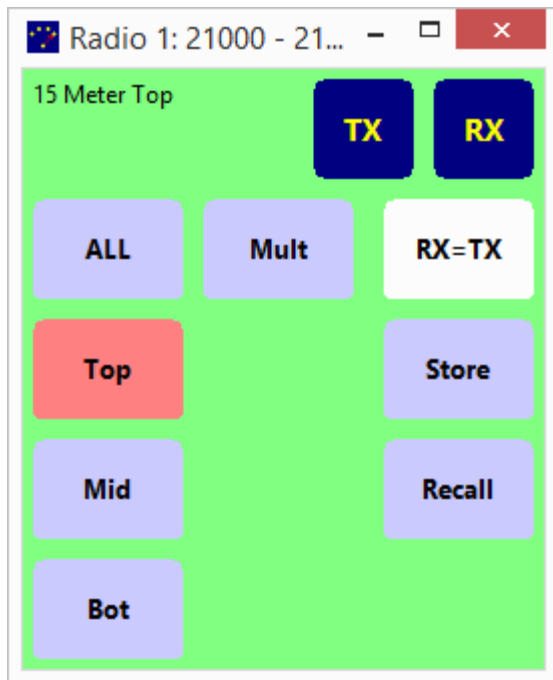 Radio 1: 21000 - 21...
15 Meter Top
TX RX
ALL Mult RX=TX
Top Store
Mid Recall
Bot